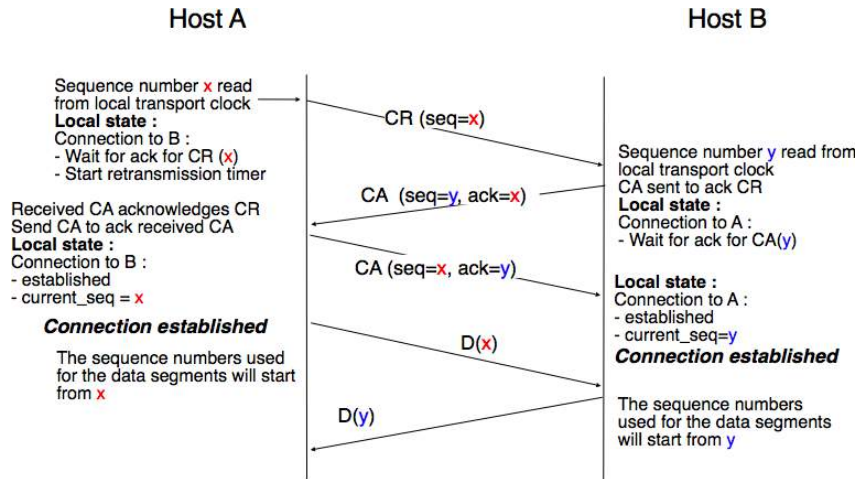 Host A
Host B
Sequence number x read
from local transport clock
Local state :
Connection to B :
- Wait for ack for CR (x)
- Start retransmission timer
CR (seq=x)
Sequence number y read from
local transport clock
CA sent to ack CR
Local state :
Connection to A :
- Wait for ack for CA(y)
CA (seq=y, ack=x)
Received CA acknowledges CR
Send CA to ack received CA
Local state :
Connection to B :
- established
- current_seq = x
Connection established
CA (seq=x, ack=y)
Local state :
Connection to A :
- established
- current_seq=y
Connection established
The sequence numbers used
for the data segments will start
from x
D(x)
D(y)
The sequence numbers
used for the data segments
will start from y